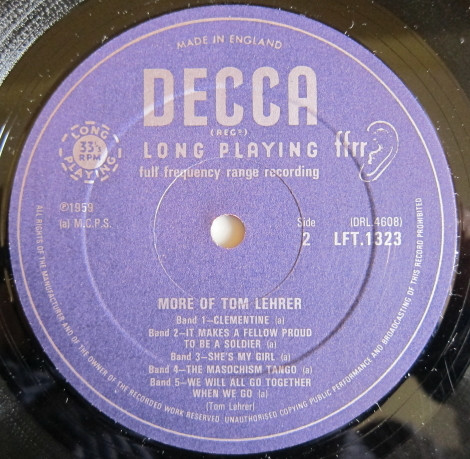 MADE IN ENGLAND
DECCA
(REGD)
LONG PLAYING
full frequency range recording
ffrr
LONG PLAYING
33⅓
RPM
℗1959
(a) M.C.P.S.
Side
2
(DRL.4608)
LFT.1323
MORE OF TOM LEHRER
Band 1—CLEMENTINE (a)
Band 2—IT MAKES A FELLOW PROUD
TO BE A SOLDIER (a)
Band 3—SHE'S MY GIRL (a)
Band 4—THE MASOCHISM TANGO (a)
Band 5—WE WILL ALL GO TOGETHER
WHEN WE GO (a)
(Tom Lehrer)
ALL RIGHTS OF THE MANUFACTURER AND OF THE OWNER OF THE RECORDED WORK RESERVED. UNAUTHORISED COPYING PUBLIC PERFORMANCE AND BROADCASTING OF THIS RECORD PROHIBITED